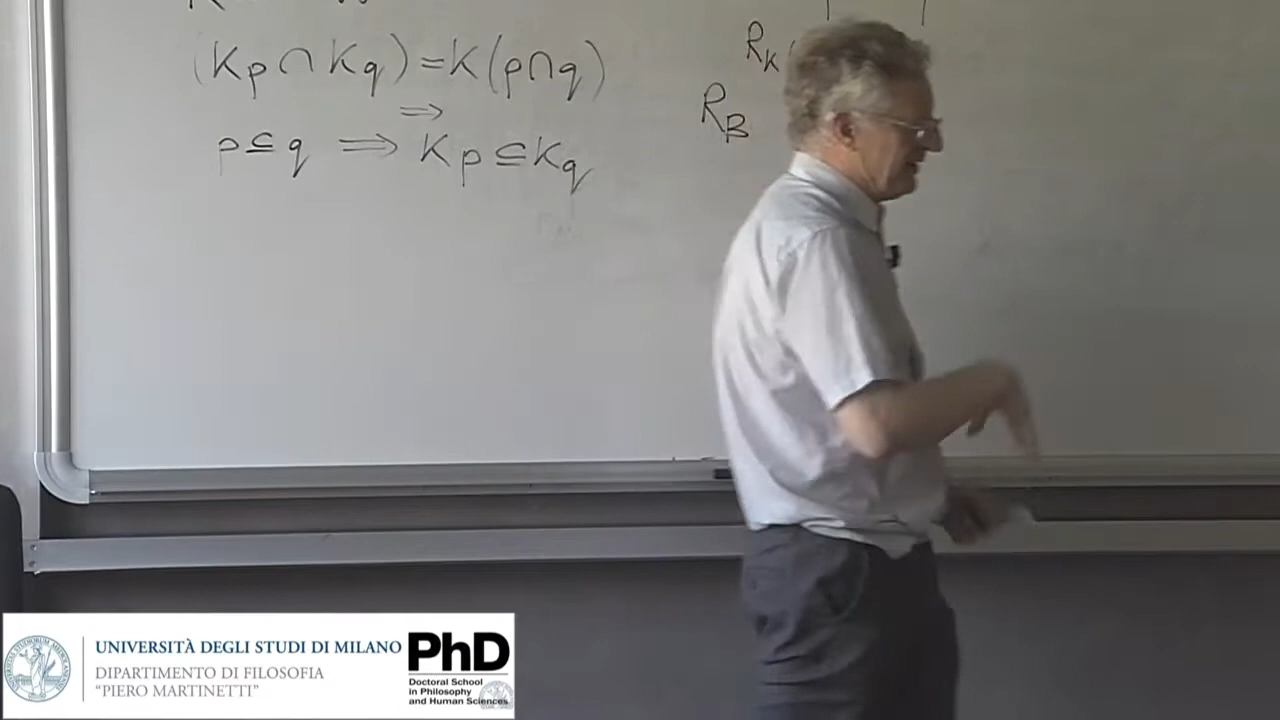 (Kp ∩ Kq) = K(p∩q)
⇒
p ⊆ q ⇒ Kp ⊆ Kq
R_K
R_B
UNIVERSITÀ DEGLI STUDI DI MILANO
DIPARTIMENTO DI FILOSOFIA
“PIERO MARTINETTI”
PhD
Doctoral School
in Philosophy
and Human Sciences